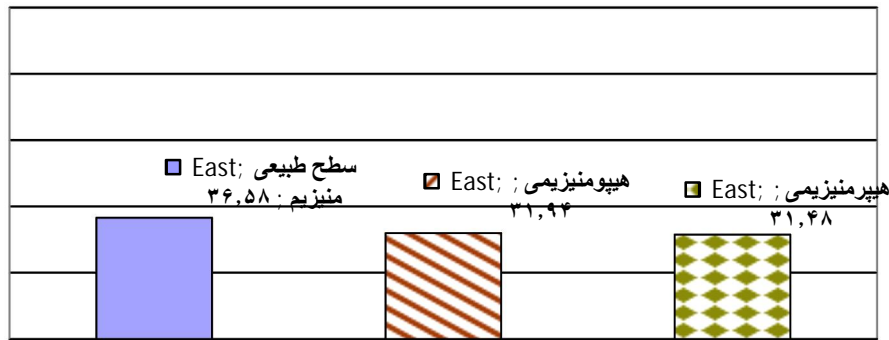 East; سطح طبیعی
منیزیم ; ۳۶,۵۸
East; هیپومنیزیمی ;
۳۱,۹۴
East; هیپرمنیزیمی ;
۳۱,۴۸